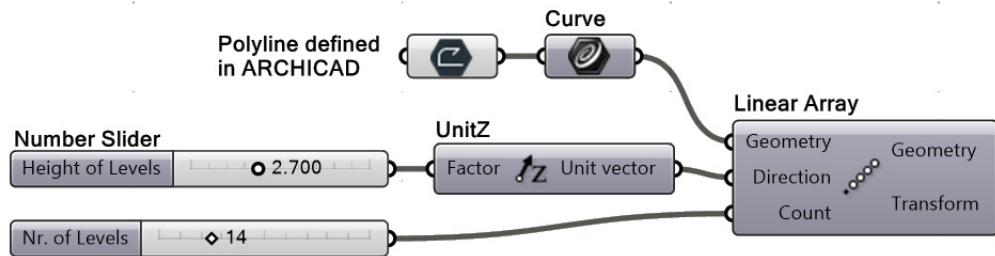 Curve
Polyline defined
in ARCHICAD
Linear Array
Number Slider
UnitZ
Height of Levels 2.700
Factor Z Unit vector
Geometry
Direction
Count
Geometry
Transform
Nr. of Levels 14